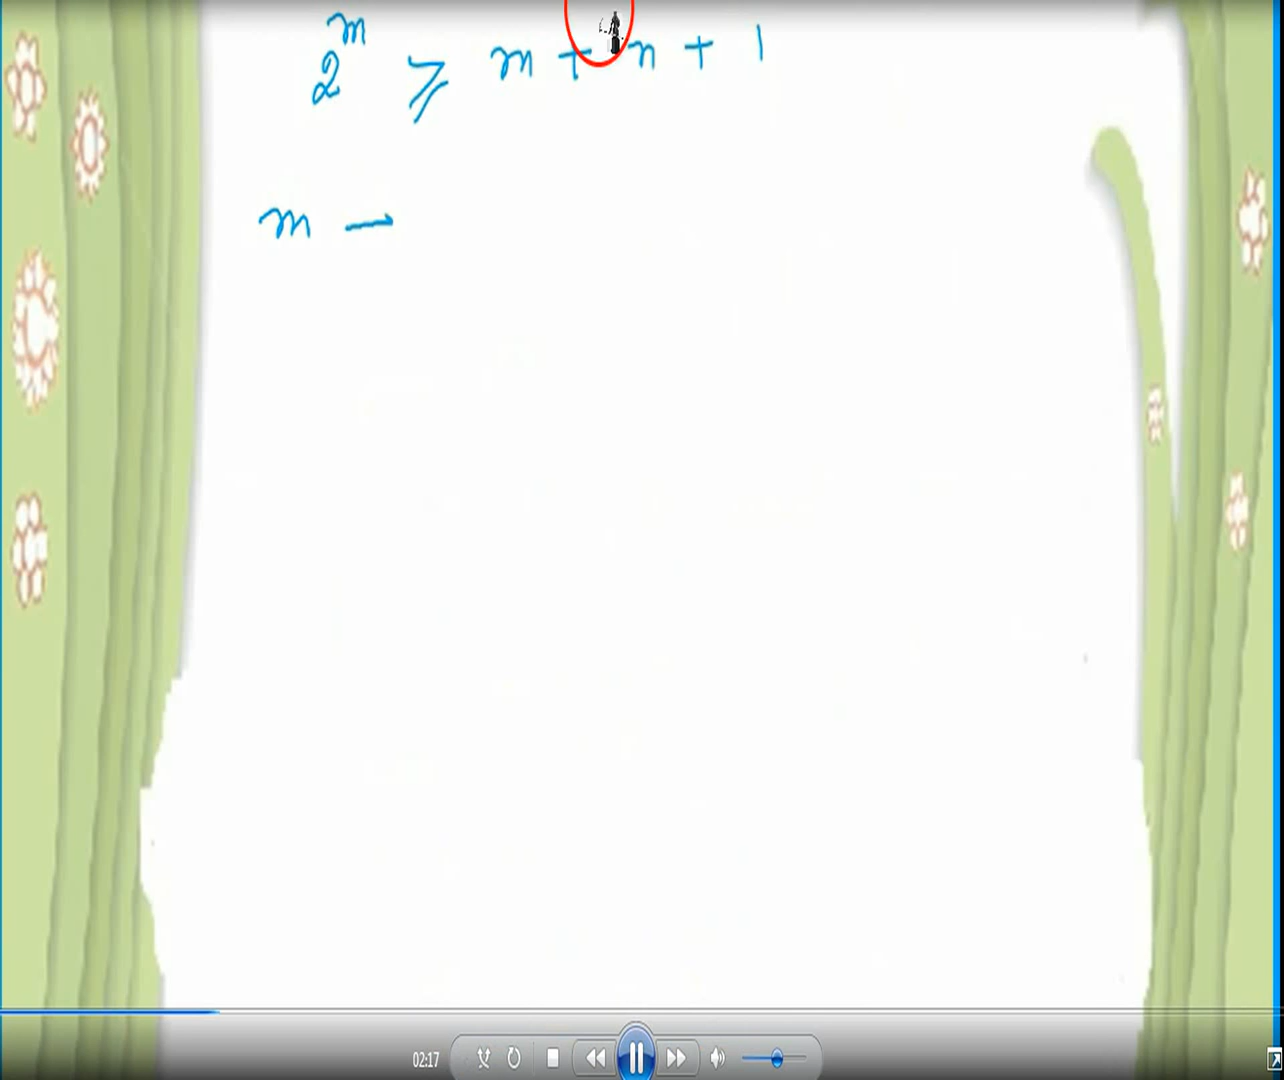 2^m ≥ m + n + 1
m —
02:17